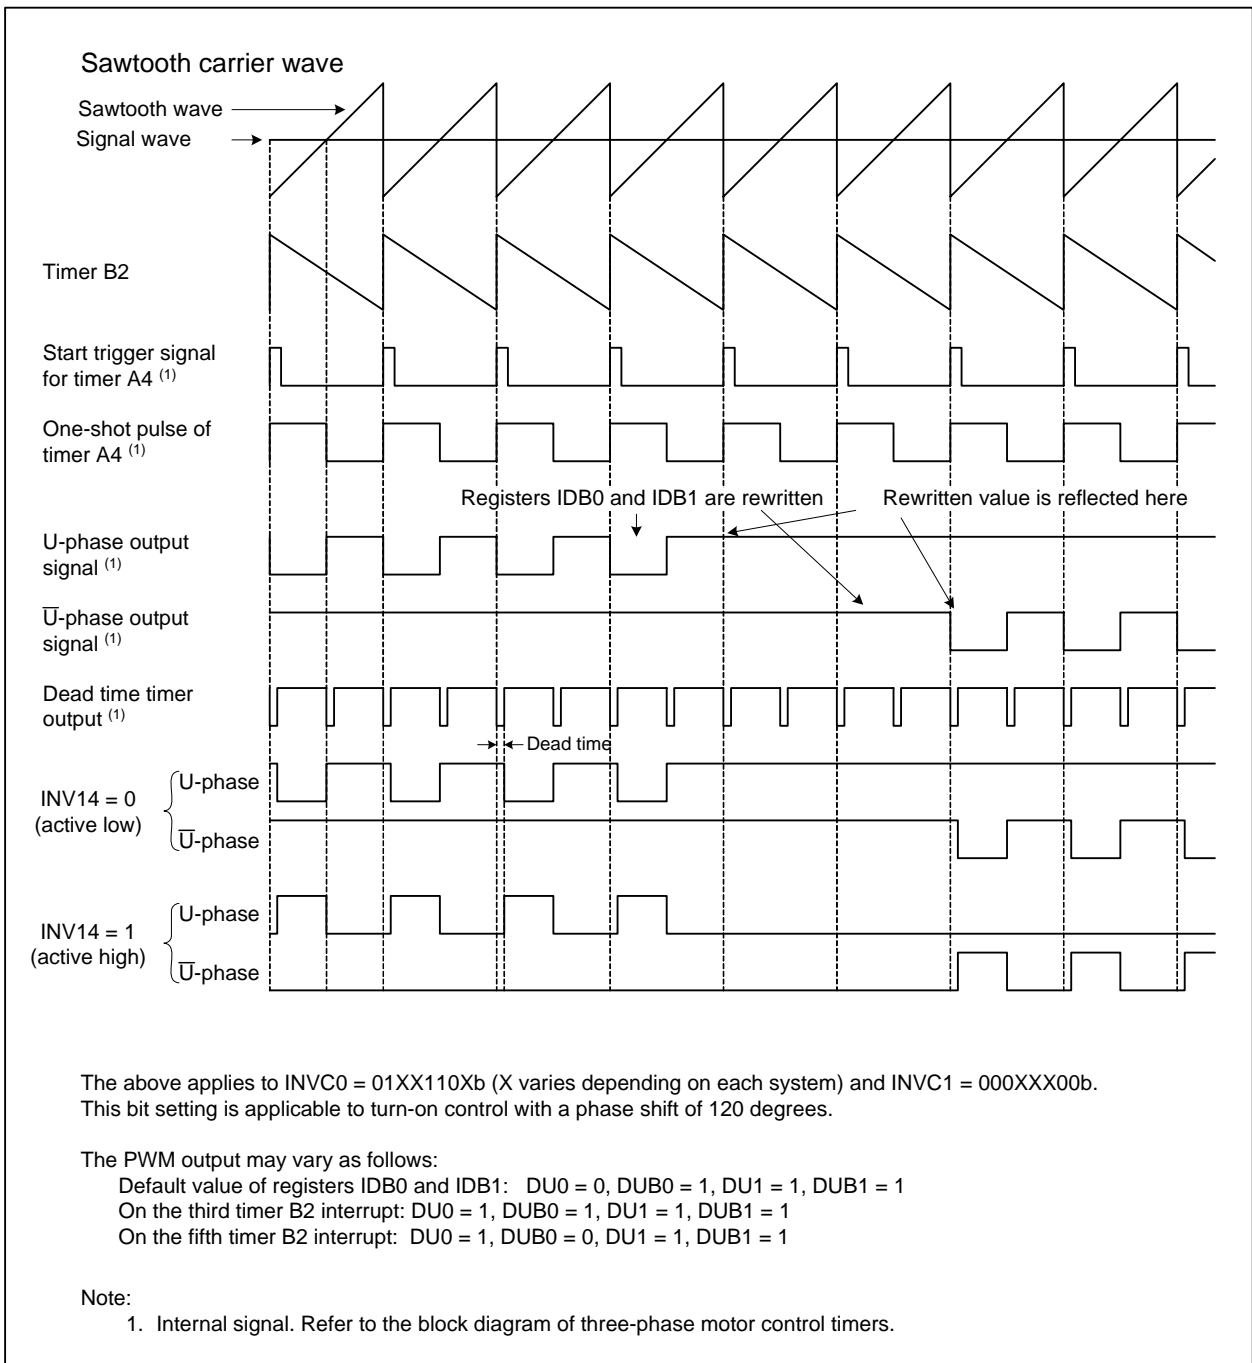 Sawtooth carrier wave
Sawtooth wave
Signal wave
Timer B2
Start trigger signal
for timer A4 (1)
One-shot pulse of
timer A4 (1)
Registers IDB0 and IDB1 are rewritten
Rewritten value is reflected here
U-phase output
signal (1)
U̅-phase output
signal (1)
Dead time timer
output (1)
Dead time
INV14 = 0
(active low)
U-phase
U̅-phase
INV14 = 1
(active high)
U-phase
U̅-phase
The above applies to INVC0 = 01XX110Xb (X varies depending on each system) and INVC1 = 000XXX00b.
This bit setting is applicable to turn-on control with a phase shift of 120 degrees.
The PWM output may vary as follows:
Default value of registers IDB0 and IDB1: DU0 = 0, DUB0 = 1, DU1 = 1, DUB1 = 1
On the third timer B2 interrupt: DU0 = 1, DUB0 = 1, DU1 = 1, DUB1 = 1
On the fifth timer B2 interrupt: DU0 = 1, DUB0 = 0, DU1 = 1, DUB1 = 1
Note:
1. Internal signal. Refer to the block diagram of three-phase motor control timers.